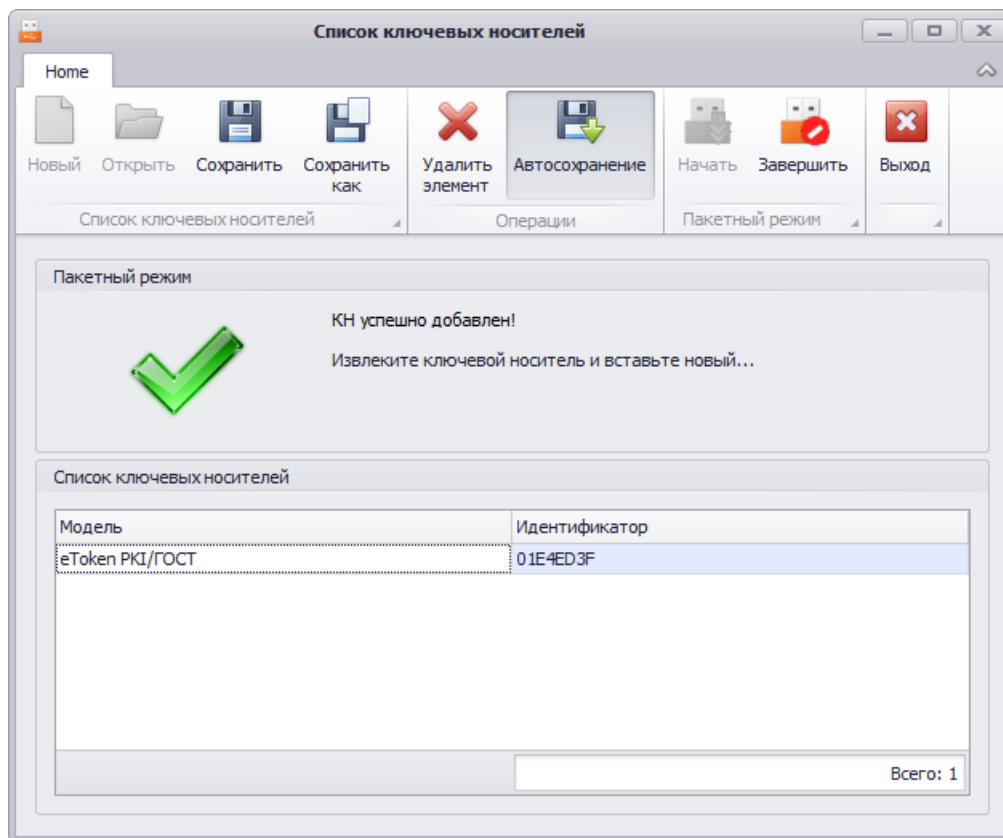 Список ключевых носителей
Home
Новый
Открыть
Сохранить
Сохранить
как
Удалить
элемент
Автосохранение
Начать
Завершить
Выход
Список ключевых носителей
Операции
Пакетный режим
Пакетный режим
КН успешно добавлен!
Извлеките ключевой носитель и вставьте новый...
Список ключевых носителей
Модель
Идентификатор
eToken PKI/ГОСТ
01E4ED3F
Всего: 1